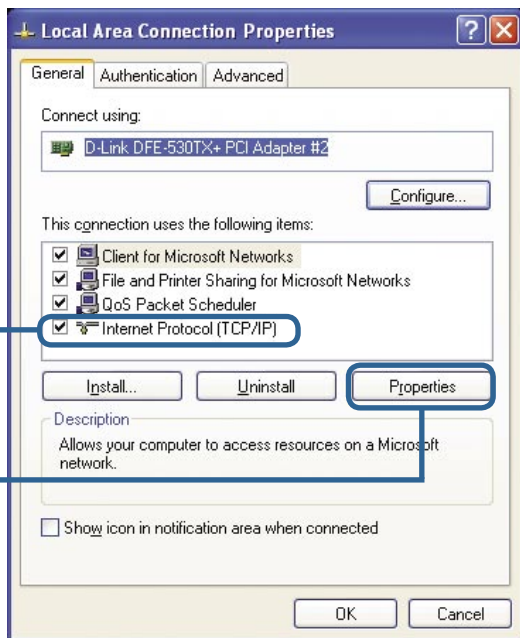 Local Area Connection Properties
General Authentication Advanced
Connect using:
D-Link DFE-530TX+ PCI Adapter #2
Configure...
This connection uses the following items:
Client for Microsoft Networks
File and Printer Sharing for Microsoft Networks
QoS Packet Scheduler
Internet Protocol (TCP/IP)
Install... Uninstall Properties
Description
Allows your computer to access resources on a Microsoft
network.
Show icon in notification area when connected
OK Cancel